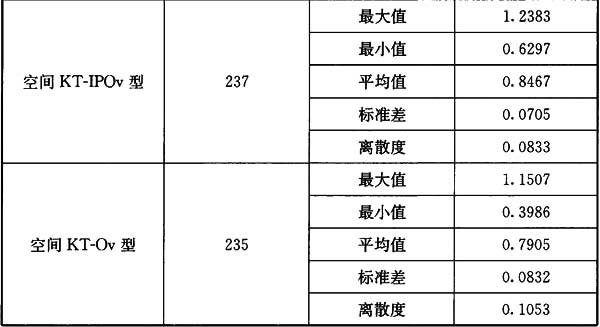 最大值 1.2383
最小值 0.6297
空间 KT-IPOv 型 237 平均值 0.8467
标准差 0.0705
离散度 0.0833
最大值 1.1507
最小值 0.3986
空间 KT-Ov 型 235 平均值 0.7905
标准差 0.0832
离散度 0.1053